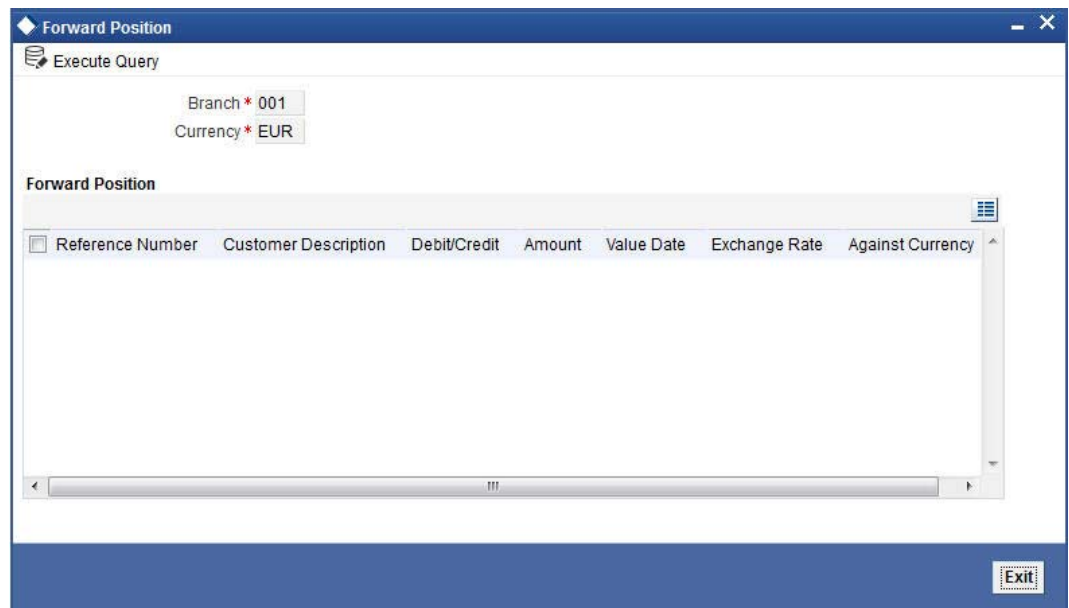 Forward Position
Execute Query
Branch * 001
Currency * EUR
Forward Position
Reference Number Customer Description Debit/Credit Amount Value Date Exchange Rate Against Currency
Exit